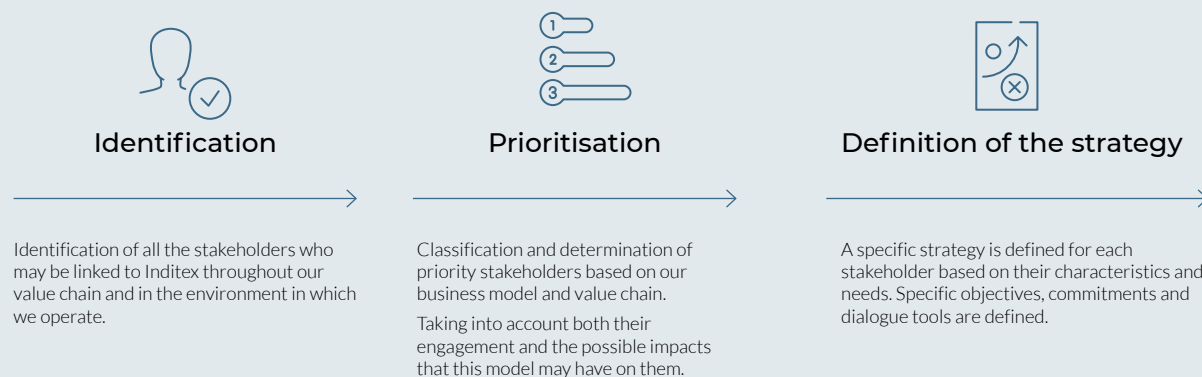 1
2
3
Identification
Prioritisation
Definition of the strategy
Identification of all the stakeholders who
may be linked to Inditex throughout our
value chain and in the environment in which
we operate.
Classification and determination of
priority stakeholders based on our
business model and value chain.
Taking into account both their
engagement and the possible impacts
that this model may have on them.
A specific strategy is defined for each
stakeholder based on their characteristics and
needs. Specific objectives, commitments and
dialogue tools are defined.